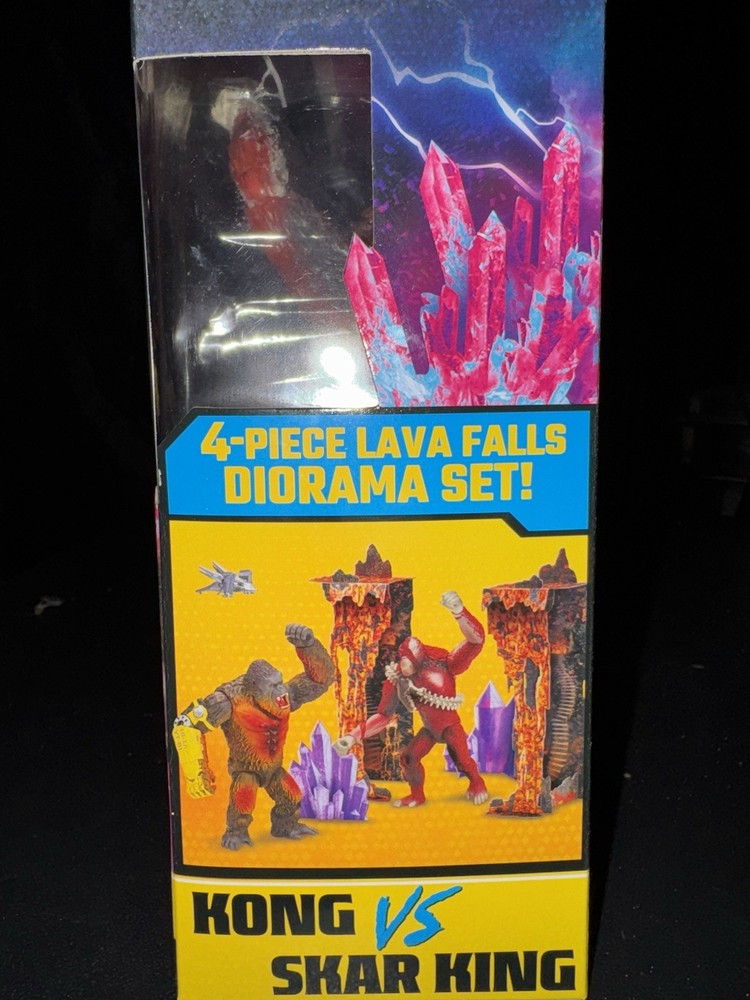 4-PIECE LAVA FALLS
DIORAMA SET!
KONG VS
SKAR KING